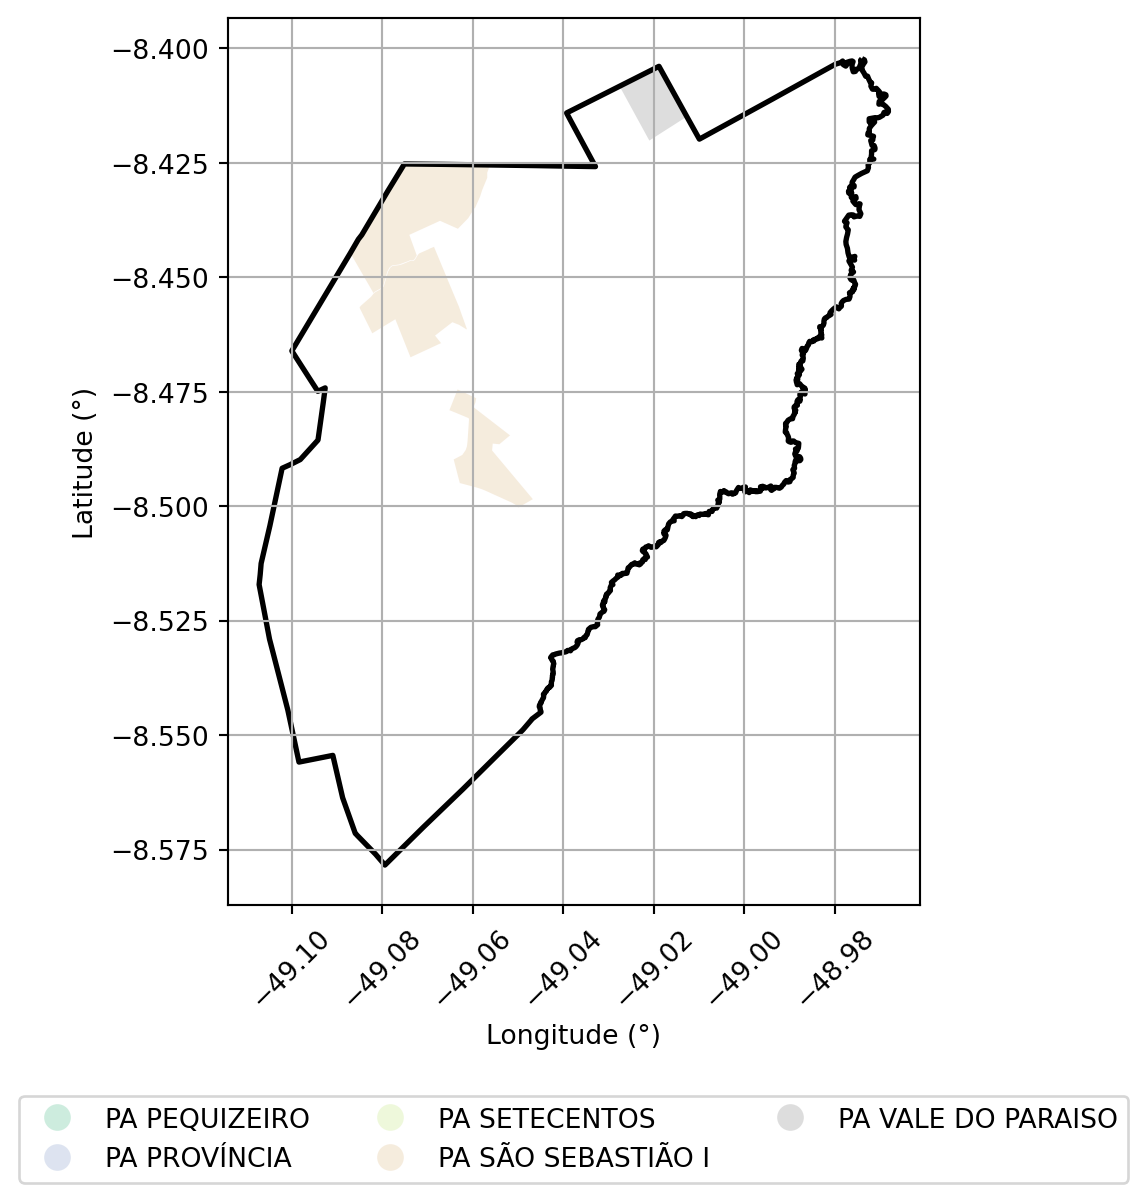 −8.400
−8.425
−8.450
−8.475
−8.500
−8.525
−8.550
−8.575
Latitude (°)
−49.10 −49.08 −49.06 −49.04 −49.02 −49.00 −48.98
Longitude (°)
PA PEQUIZEIRO PA SETECENTOS PA VALE DO PARAISO
PA PROVÍNCIA PA SÃO SEBASTIÃO I